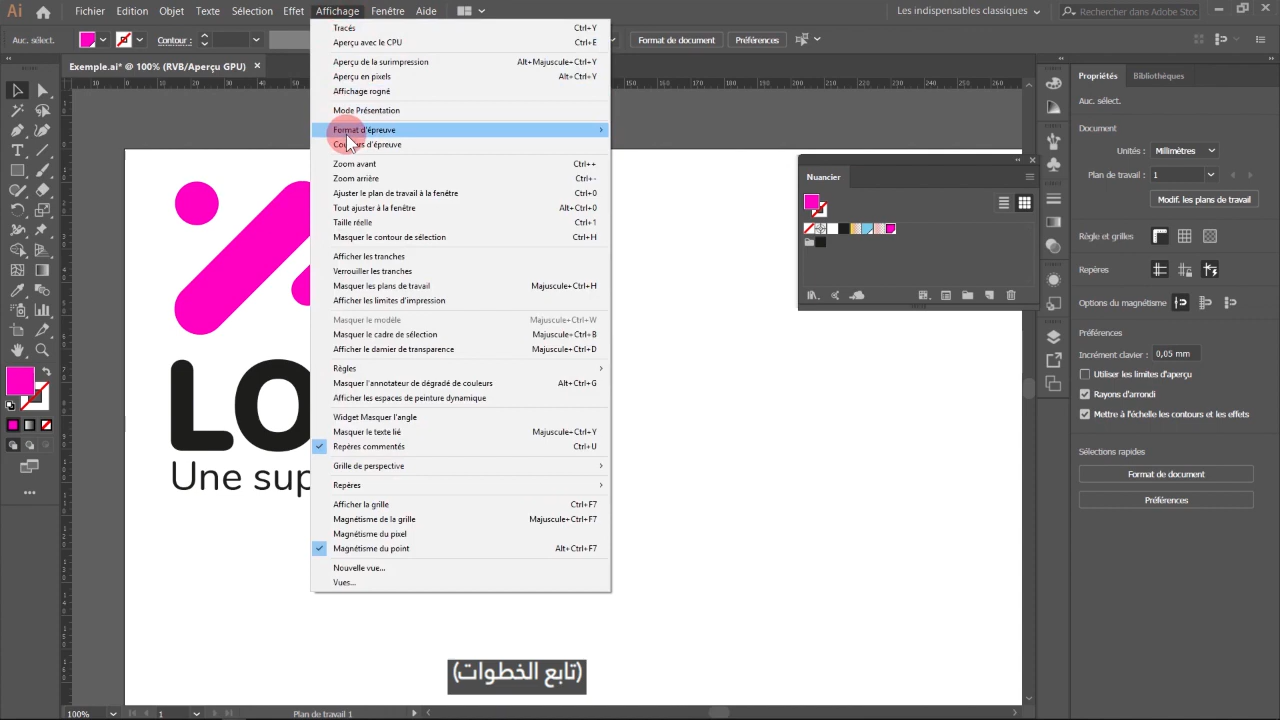 Ai Fichier Edition Objet Texte Sélection Effet Affichage Fenêtre Aide Les indispensables classiques Rechercher dans Adobe Stoc
Auc. sélect. Contour : Format de document Préférences
Exemple.ai* @ 100% (RVB/Aperçu GPU)
Tracés Ctrl+Y
Aperçu avec le CPU Ctrl+E
Aperçu de la surimpression Alt+Majuscule+Ctrl+Y
Aperçu en pixels Alt+Ctrl+Y
Affichage rogné
Mode Présentation
Format d'épreuve
Couleurs d'épreuve
Zoom avant Ctrl++
Zoom arrière Ctrl+-
Ajuster le plan de travail à la fenêtre Ctrl+0
Tout ajuster à la fenêtre Alt+Ctrl+0
Taille réelle Ctrl+1
Masquer le contour de sélection Ctrl+H
Afficher les tranches
Verrouiller les tranches
Masquer les plans de travail Majuscule+Ctrl+H
Afficher les limites d'impression
Masquer le modèle Majuscule+Ctrl+W
Masquer le cadre de sélection Majuscule+Ctrl+B
Afficher le damier de transparence Majuscule+Ctrl+D
Règles
Masquer l'annotateur de dégradé de couleurs Alt+Ctrl+G
Afficher les espaces de peinture dynamique
Widget Masquer l'angle
Masquer le texte lié Majuscule+Ctrl+Y
Repères commentés Ctrl+U
Grille de perspective
Repères
Afficher la grille Ctrl+F7
Magnétisme de la grille Majuscule+Ctrl+F7
Magnétisme du pixel
Magnétisme du point Alt+Ctrl+F7
Nouvelle vue...
Vues...
LO
Une sup
Nuancier
Propriétés Bibliothèques
Auc. sélect.
Document
Unités : Millimètres
Plan de travail : 1
Modif. les plans de travail
Règle et grilles
Repères
Options du magnétisme
Préférences
Incrément clavier : 0,05 mm
Utiliser les limites d'aperçu
Rayons d'arrondi
Mettre à l'échelle les contours et les effets
Sélections rapides
Format de document
Préférences
(تابع الخطوات)
100% 1 Plan de travail 1